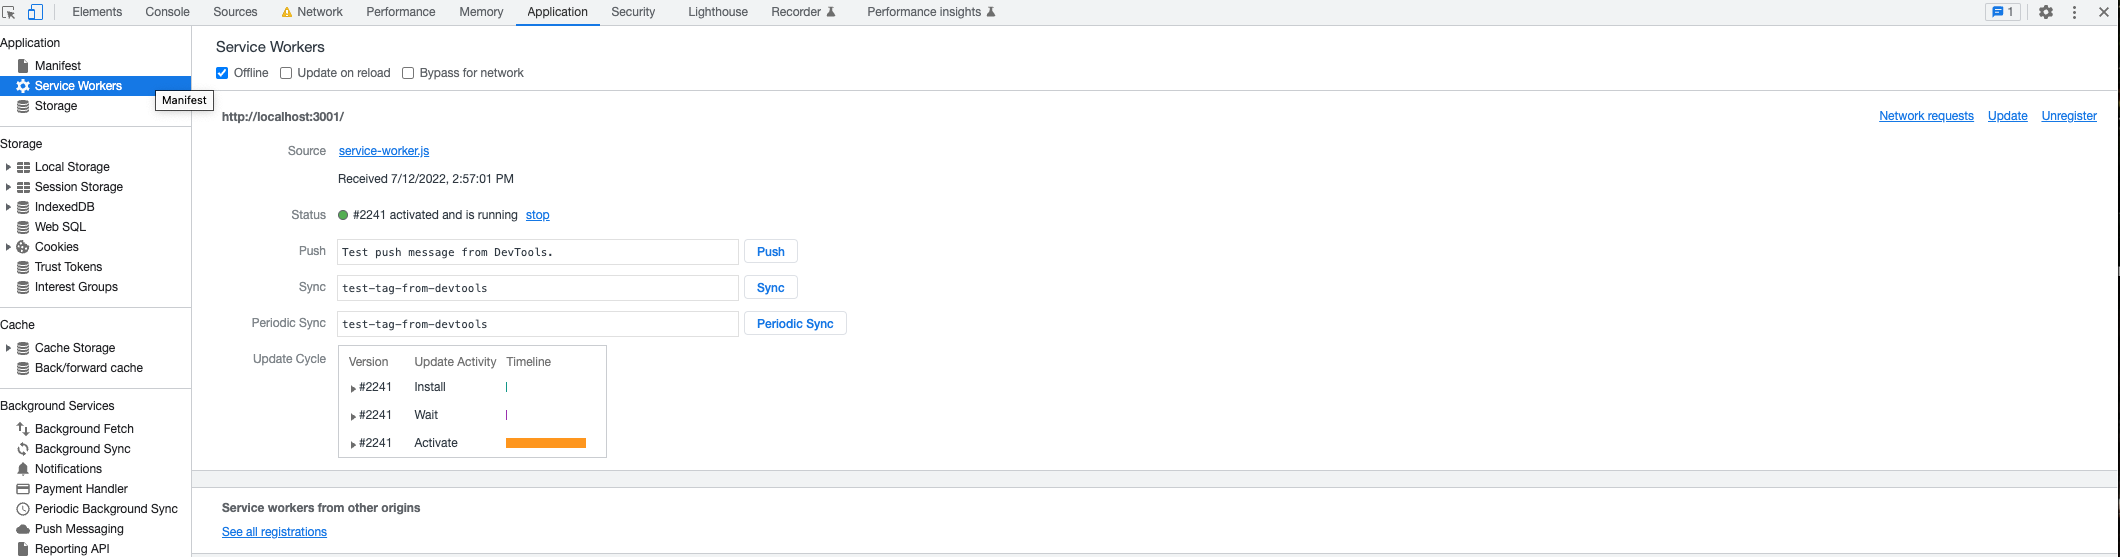 Elements Console Sources Network Performance Memory Application Security Lighthouse Recorder Performance insights 1
Application
Manifest
Service Workers
Manifest
Storage
Storage
Local Storage
Session Storage
IndexedDB
Web SQL
Cookies
Trust Tokens
Interest Groups
Cache
Cache Storage
Back/forward cache
Background Services
Background Fetch
Background Sync
Notifications
Payment Handler
Periodic Background Sync
Push Messaging
Reporting API
Service Workers
Offline Update on reload Bypass for network
http://localhost:3001/ Network requests Update Unregister
Source service-worker.js
Received 7/12/2022, 2:57:01 PM
Status #2241 activated and is running stop
Push Test push message from DevTools. Push
Sync test-tag-from-devtools Sync
Periodic Sync test-tag-from-devtools Periodic Sync
Update Cycle Version Update Activity Timeline
#2241 Install
#2241 Wait
#2241 Activate
Service workers from other origins
See all registrations